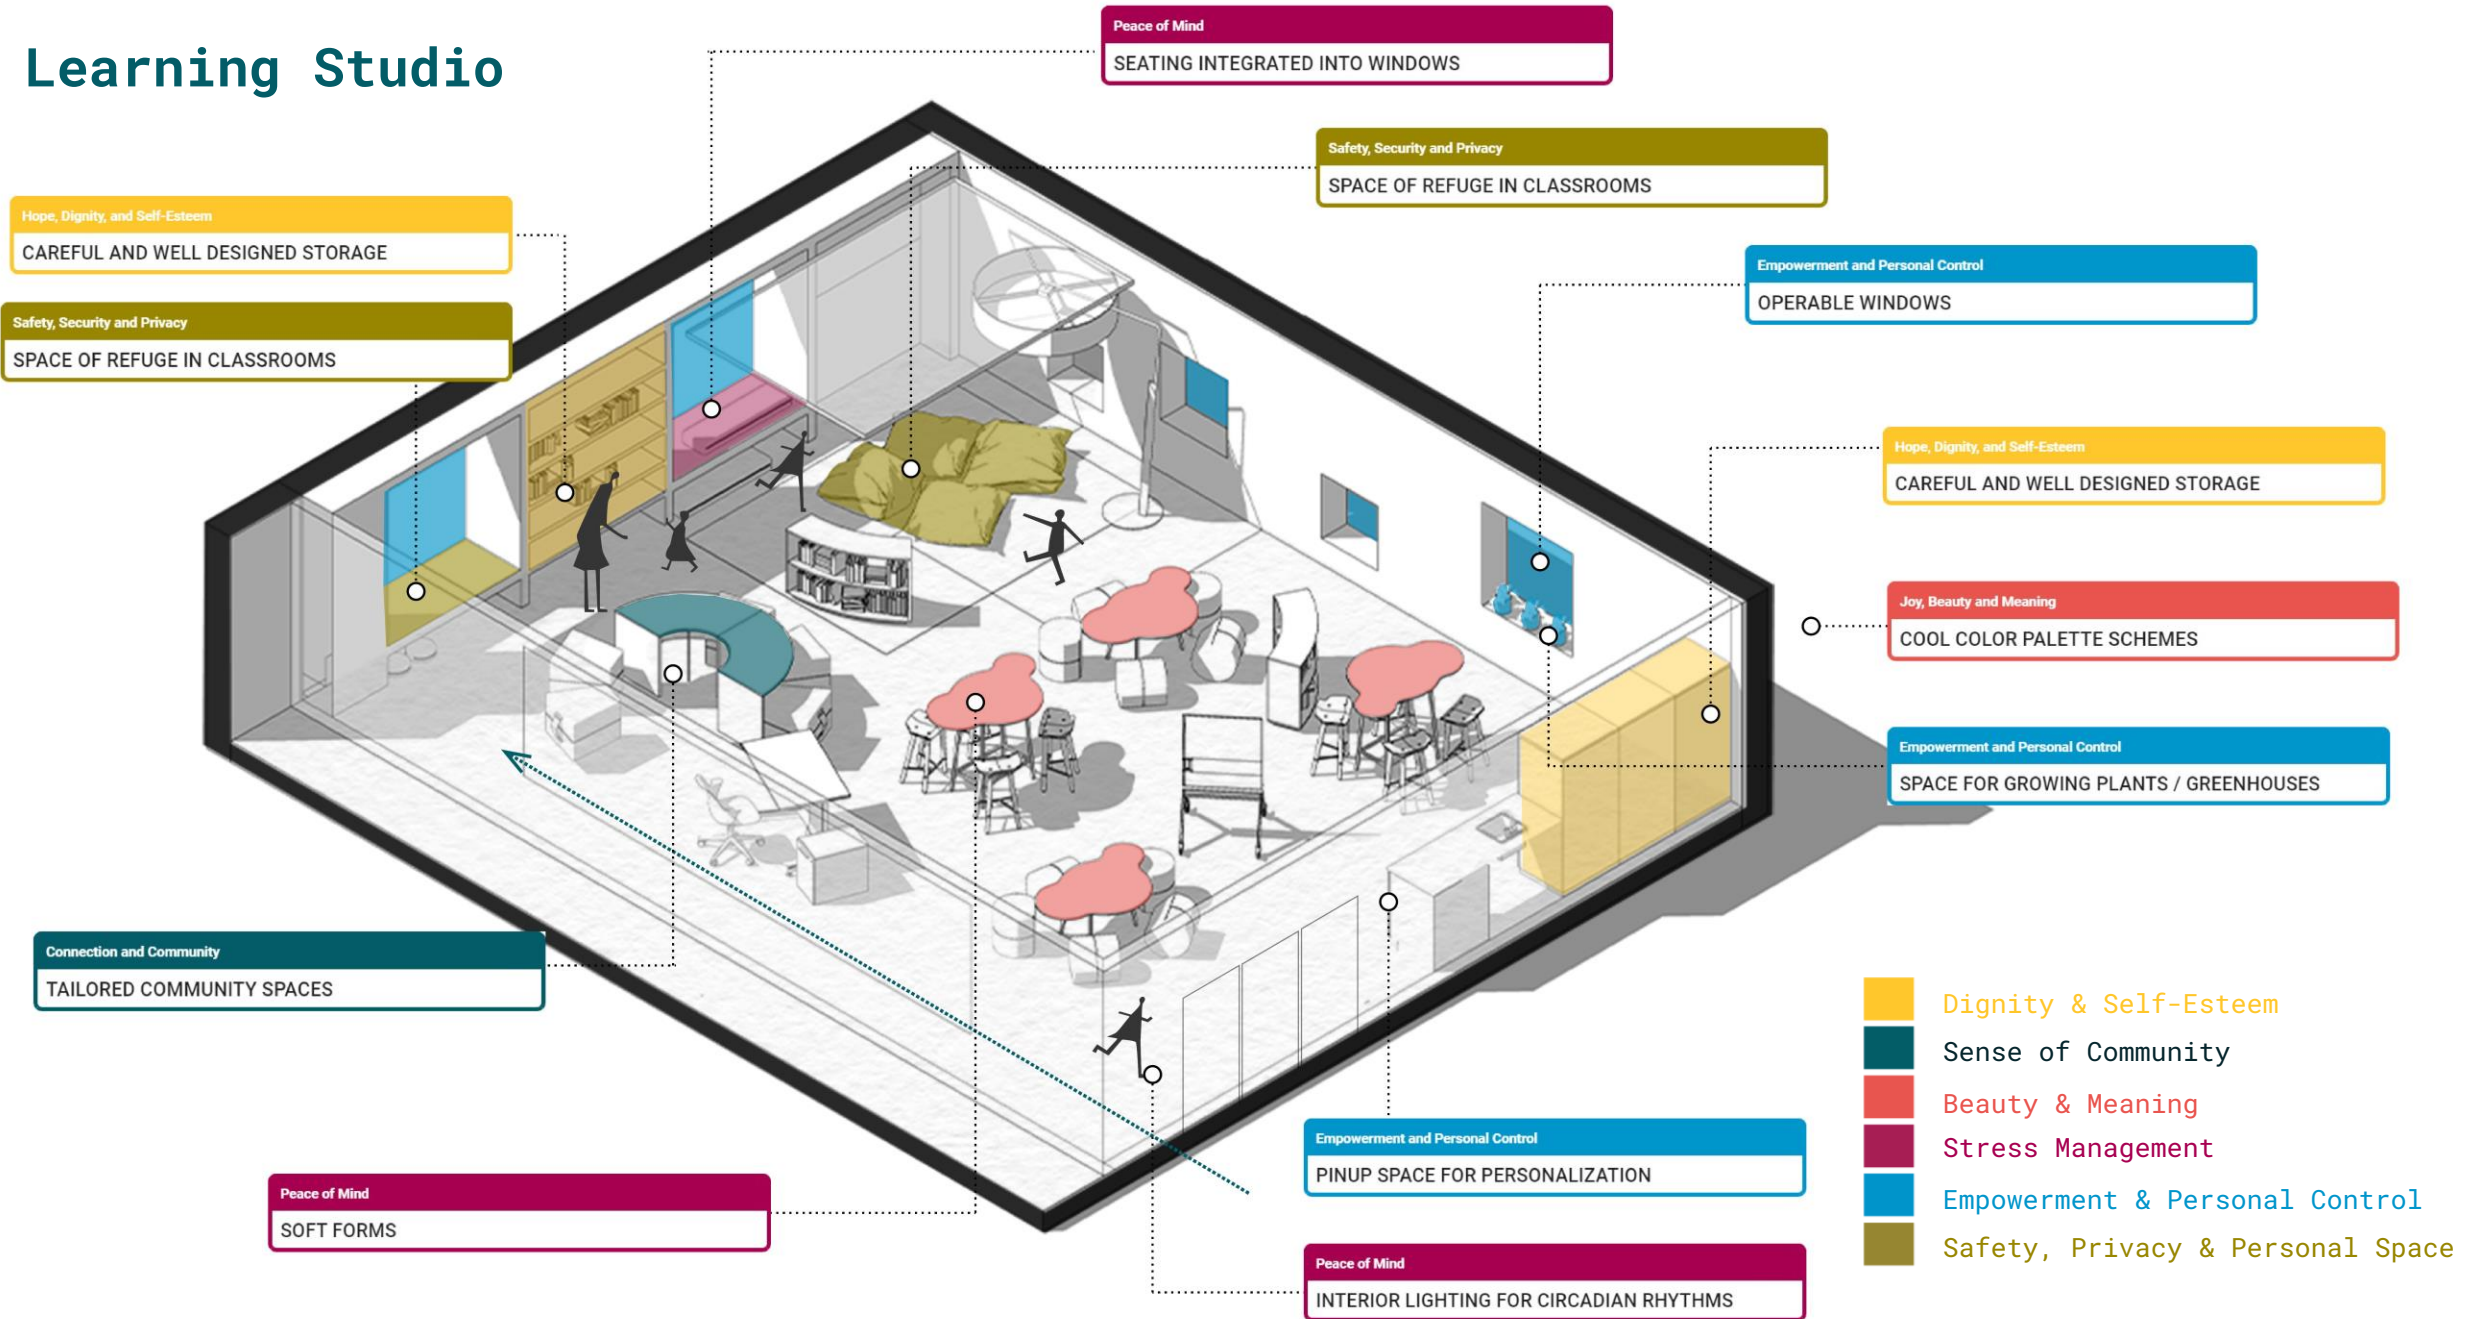 Learning Studio
Peace of Mind
SEATING INTEGRATED INTO WINDOWS
Safety, Security and Privacy
SPACE OF REFUGE IN CLASSROOMS
Hope, Dignity, and Self-Esteem
CAREFUL AND WELL DESIGNED STORAGE
Safety, Security and Privacy
SPACE OF REFUGE IN CLASSROOMS
Empowerment and Personal Control
OPERABLE WINDOWS
Hope, Dignity, and Self-Esteem
CAREFUL AND WELL DESIGNED STORAGE
Joy, Beauty and Meaning
COOL COLOR PALETTE SCHEMES
Empowerment and Personal Control
SPACE FOR GROWING PLANTS / GREENHOUSES
Connection and Community
TAILORED COMMUNITY SPACES
Peace of Mind
SOFT FORMS
Empowerment and Personal Control
PINUP SPACE FOR PERSONALIZATION
Peace of Mind
INTERIOR LIGHTING FOR CIRCADIAN RHYTHMS
Dignity & Self-Esteem
Sense of Community
Beauty & Meaning
Stress Management
Empowerment & Personal Control
Safety, Privacy & Personal Space